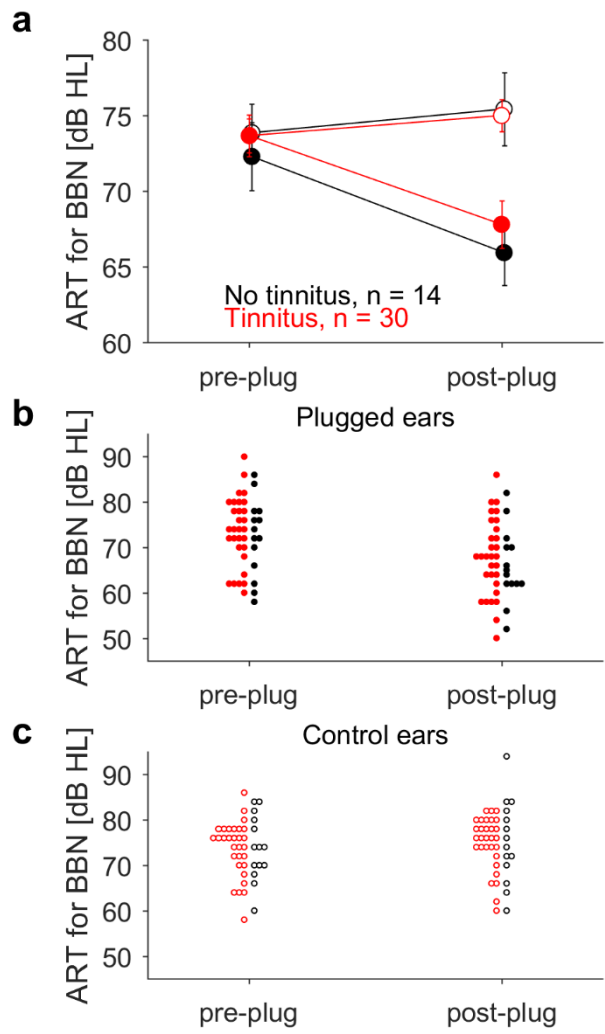 a
80
75
70
65
60
ART for BBN [dB HL]
No tinnitus, n = 14
Tinnitus, n = 30
pre-plug post-plug
b
Plugged ears
90
80
70
60
50
ART for BBN [dB HL]
pre-plug post-plug
c
Control ears
90
80
70
60
50
ART for BBN [dB HL]
pre-plug post-plug